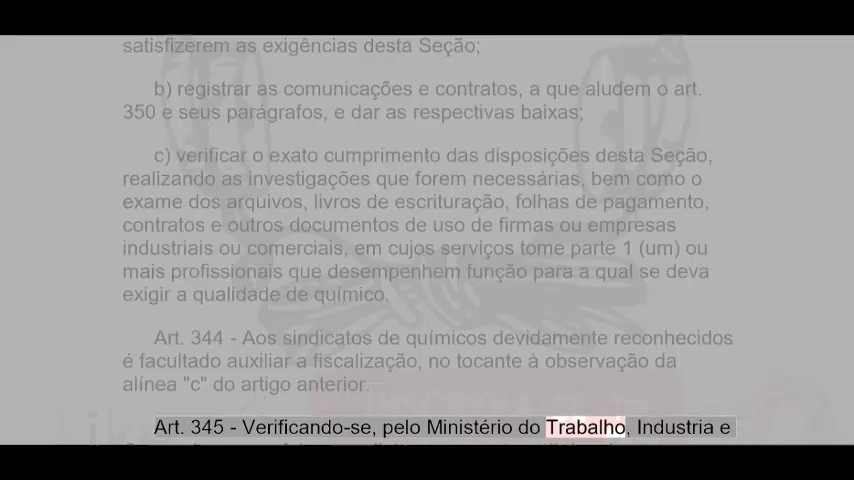 satisfizerem as exigências desta Seção;
b) registrar as comunicações e contratos, a que aludem o art.
350 e seus parágrafos, e dar as respectivas baixas;
c) verificar o exato cumprimento das disposições desta Seção,
realizando as investigações que forem necessárias, bem como o
exame dos arquivos, livros de escrituração, folhas de pagamento,
contratos e outros documentos de uso de firmas ou empresas
industriais ou comerciais, em cujos serviços tome parte 1 (um) ou
mais profissionais que desempenhem função para a qual se deva
exigir a qualidade de químico.
Art. 344 - Aos sindicatos de químicos devidamente reconhecidos
é facultado auxiliar a fiscalização, no tocante à observação da
alínea "c" do artigo anterior.
Art. 345 - Verificando-se, pelo Ministério do Trabalho, Industria e